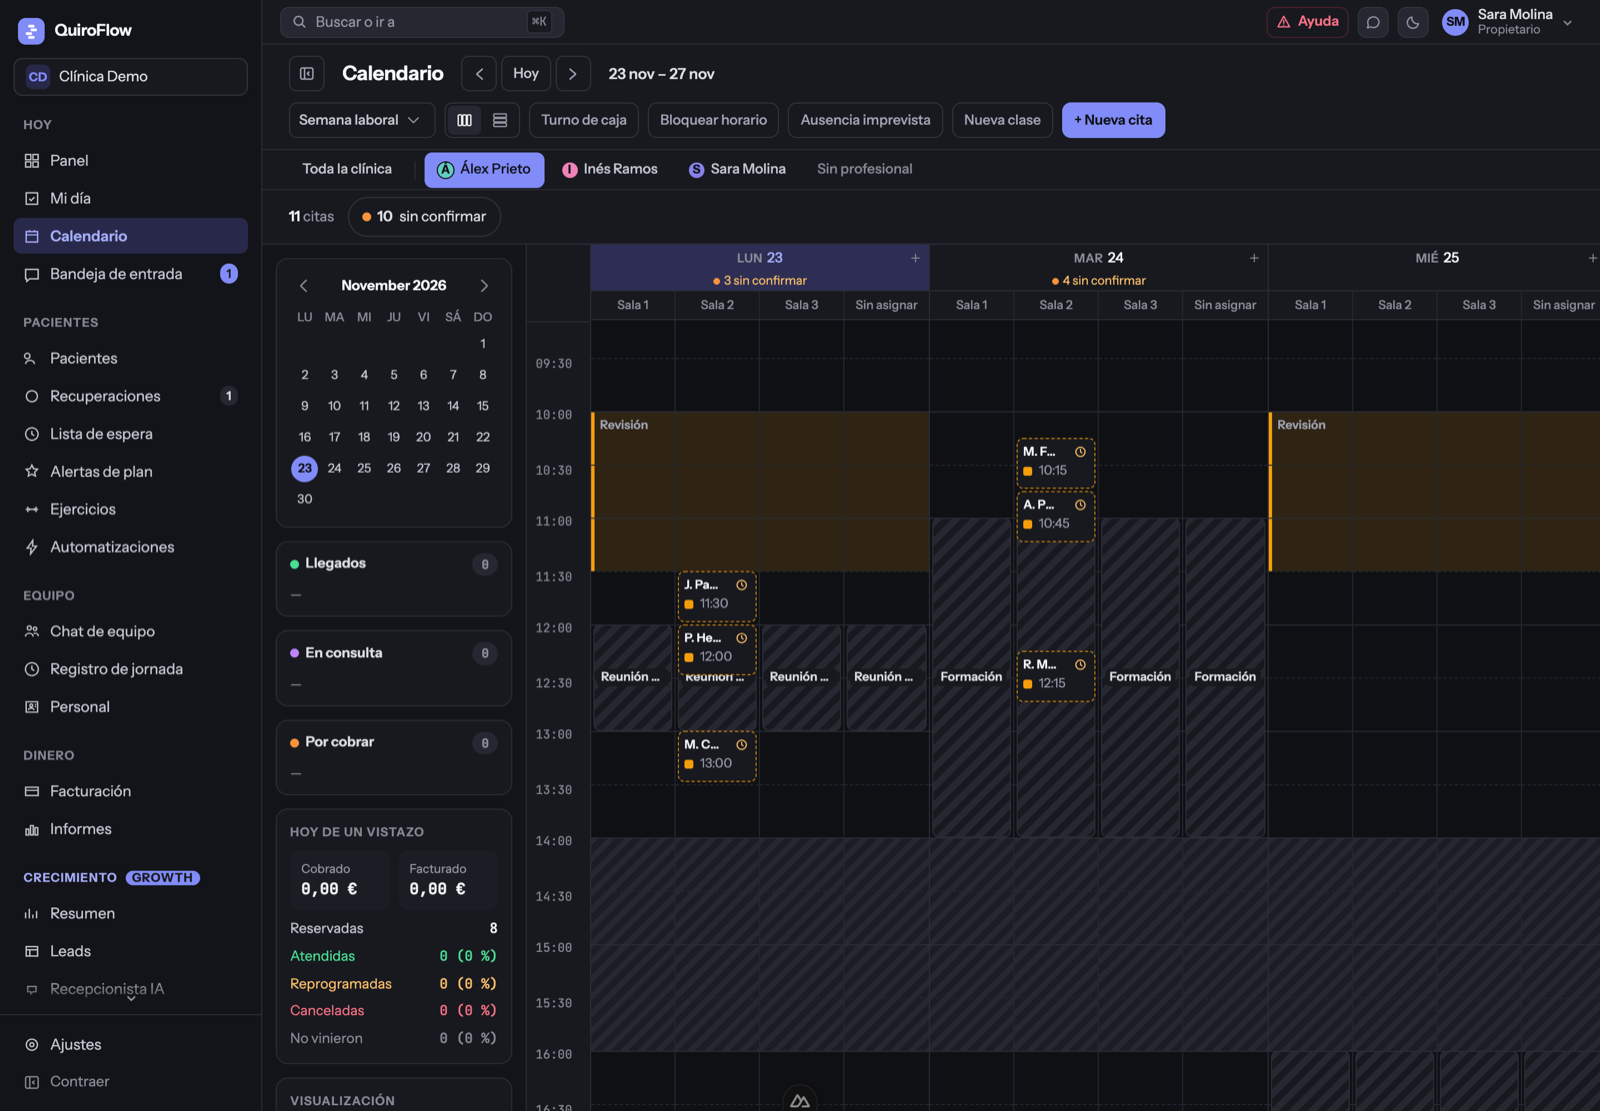 QuiroFlow
CD Clínica Demo
HOY
Panel
Mi día
Calendario
Bandeja de entrada 1
PACIENTES
Pacientes
Recuperaciones 1
Lista de espera
Alertas de plan
Ejercicios
Automatizaciones
EQUIPO
Chat de equipo
Registro de jornada
Personal
DINERO
Facturación
Informes
CRECIMIENTO GROWTH
Resumen
Leads
Recepcionista IA
Ajustes
Contraer
Buscar o ir a ⌘K
Ayuda
SM Sara Molina
Propietario
Calendario
Hoy
23 nov – 27 nov
Semana laboral
Turno de caja
Bloquear horario
Ausencia imprevista
Nueva clase
+ Nueva cita
Toda la clínica
Á Álex Prieto
I Inés Ramos
S Sara Molina
Sin profesional
11 citas
10 sin confirmar
November 2026
LU MA MI JU VI SÁ DO
1
2 3 4 5 6 7 8
9 10 11 12 13 14 15
16 17 18 19 20 21 22
23 24 25 26 27 28 29
30
Llegados 0
—
En consulta 0
—
Por cobrar 0
—
HOY DE UN VISTAZO
Cobrado Facturado
0,00 € 0,00 €
Reservadas 8
Atendidas 0 (0 %)
Reprogramadas 0 (0 %)
Canceladas 0 (0 %)
No vinieron 0 (0 %)
VISUALIZACIÓN
LUN 23 +
3 sin confirmar
MAR 24 +
4 sin confirmar
MIÉ 25 +
Sala 1 Sala 2 Sala 3 Sin asignar Sala 1 Sala 2 Sala 3 Sin asignar Sala 1 Sala 2 Sala 3 Sin asignar
09:30
10:00
10:30
11:00
11:30
12:00
12:30
13:00
13:30
14:00
14:30
15:00
15:30
16:00
16:30
Revisión
J. Pa...
11:30
P. He...
12:00
Reunión ... Reunión ... Reunión ... Reunión ...
M. C...
13:00
M. F...
10:15
A. P...
10:45
R. M...
12:15
Formación Formación Formación
Revisión